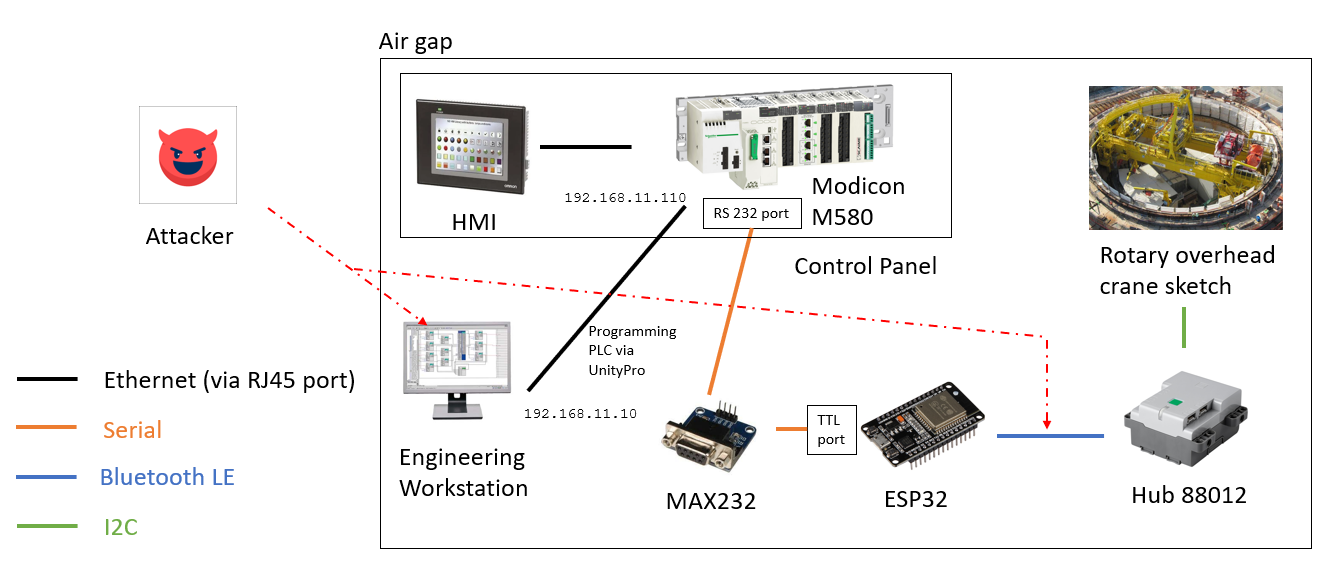 Air gap
Attacker
HMI
192.168.11.110
RS 232 port
Modicon
M580
Control Panel
Rotary overhead
crane sketch
Programming
PLC via
UnityPro
192.168.11.10
Engineering
Workstation
MAX232
TTL
port
ESP32
Hub 88012
Ethernet (via RJ45 port)
Serial
Bluetooth LE
I2C